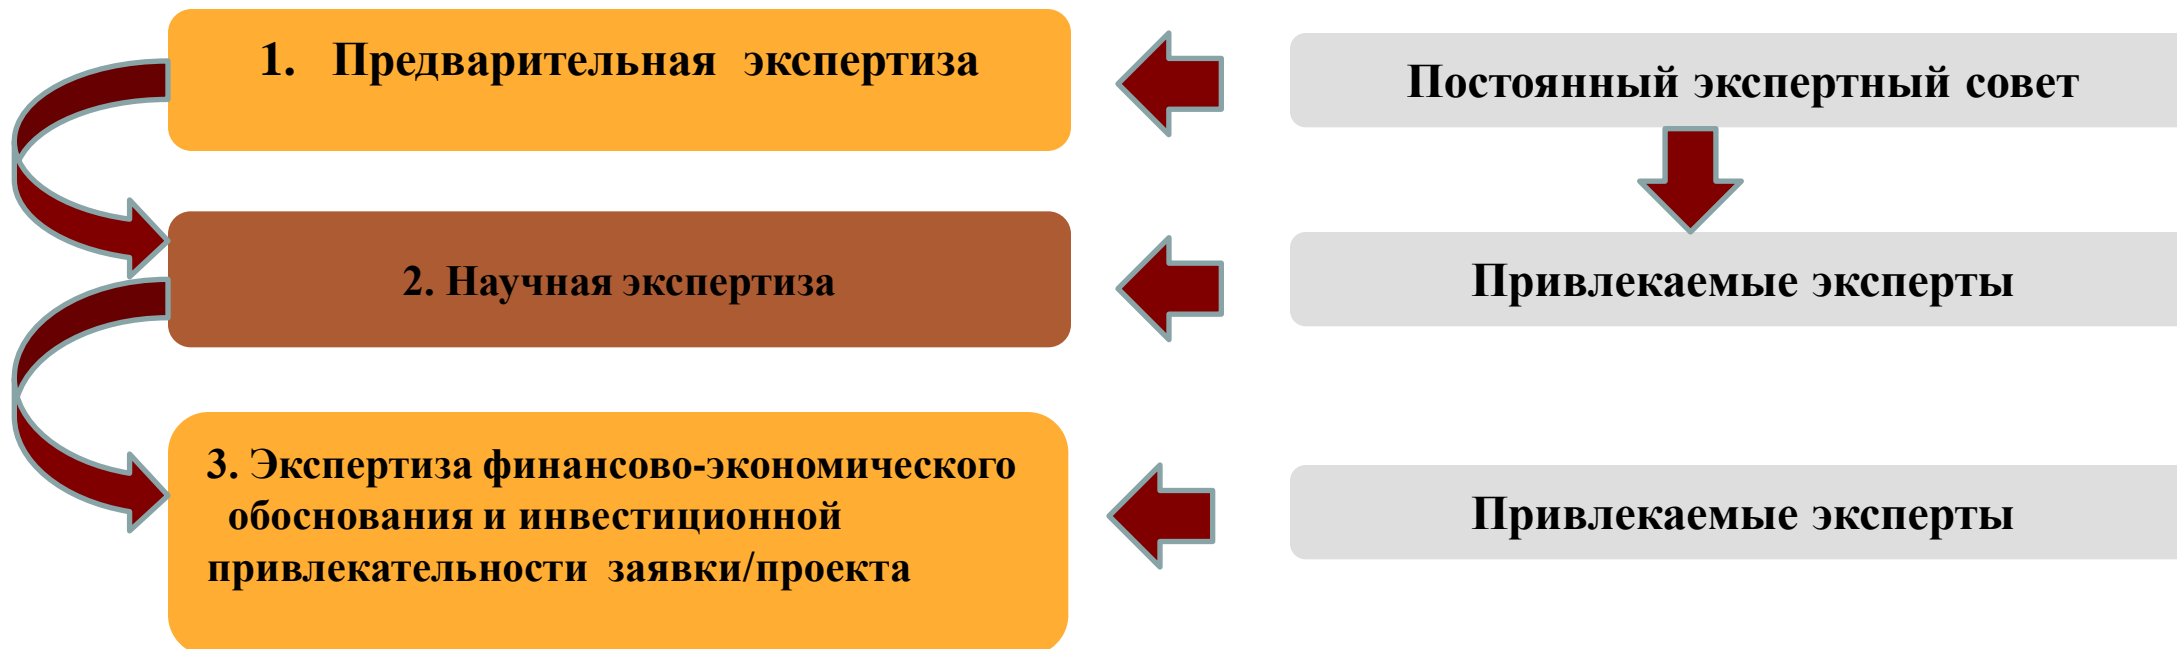 1. Предварительная экспертиза
Постоянный экспертный совет
2. Научная экспертиза
Привлекаемые эксперты
3. Экспертиза финансово-экономического
обоснования и инвестиционной
привлекательности заявки/проекта
Привлекаемые эксперты